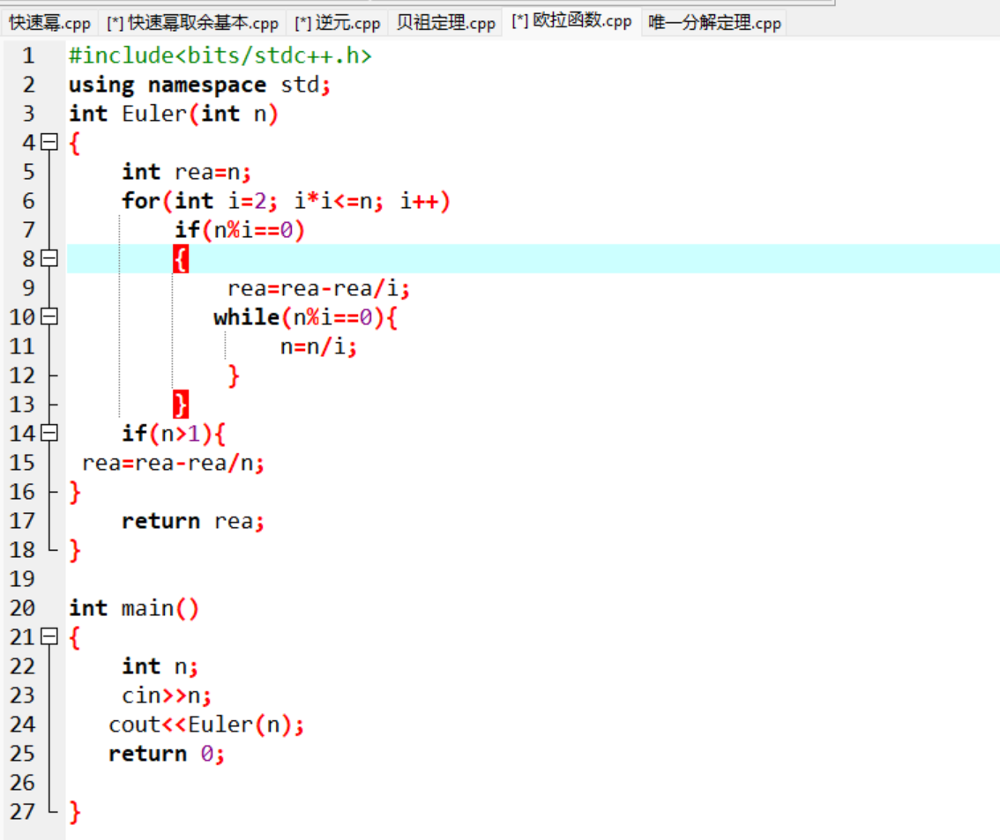 快速幂.cpp [*] 快速幂取余基本.cpp [*] 逆元.cpp 贝祖定理.cpp [*] 欧拉函数.cpp 唯一分解定理.cpp
1 #include<bits/stdc++.h>
2 using namespace std;
3 int Euler(int n)
4 {
5 int rea=n;
6 for(int i=2; i*i<=n; i++)
7 if(n%i==0)
8 {
9 rea=rea-rea/i;
10 while(n%i==0){
11 n=n/i;
12 }
13 }
14 if(n>1){
15 rea=rea-rea/n;
16 }
17 return rea;
18 }
19
20 int main()
21 {
22 int n;
23 cin>>n;
24 cout<<Euler(n);
25 return 0;
26
27 }